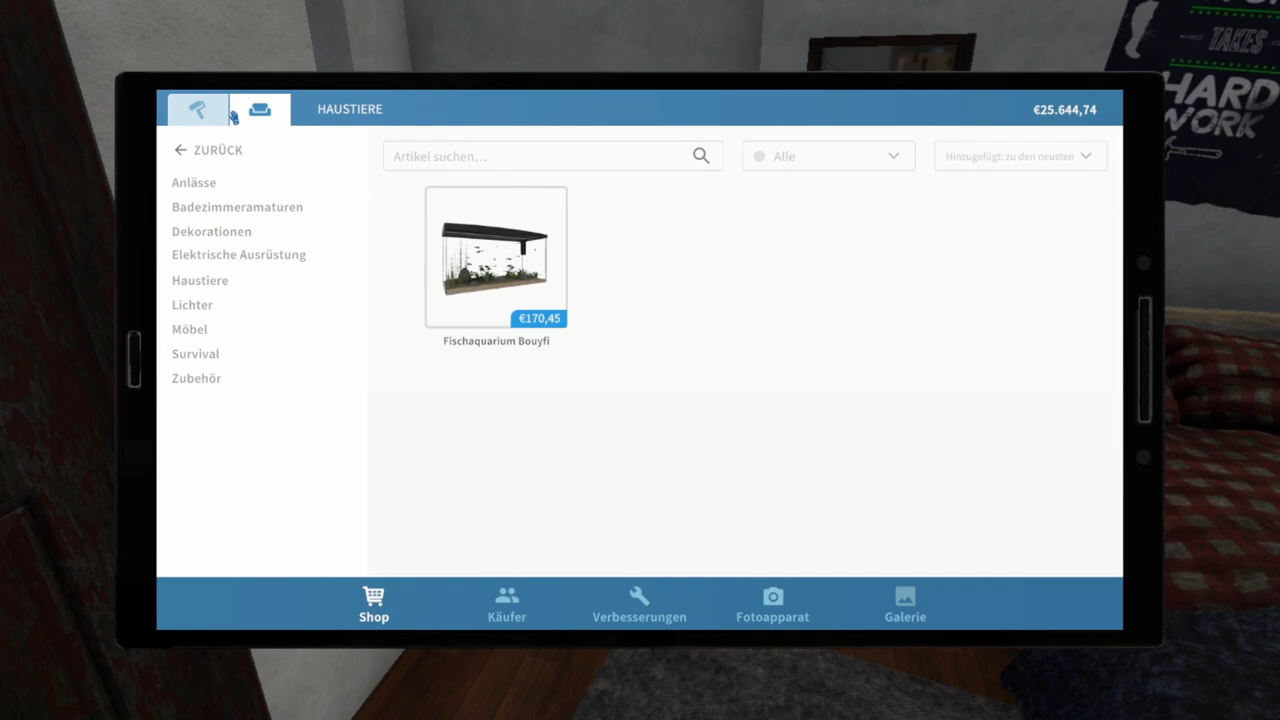 TAKES
HARD
WORK
HAUSTIERE
€25.644,74
ZURÜCK
Artikel suchen...
Alle
Hinzugefügt: zu den neusten
Anlässe
Badezimmeramaturen
Dekorationen
Elektrische Ausrüstung
Haustiere
Lichter
Möbel
Survival
Zubehör
€170,45
Fischaquarium Bouyfi
Shop
Käufer
Verbesserungen
Fotoapparat
Galerie